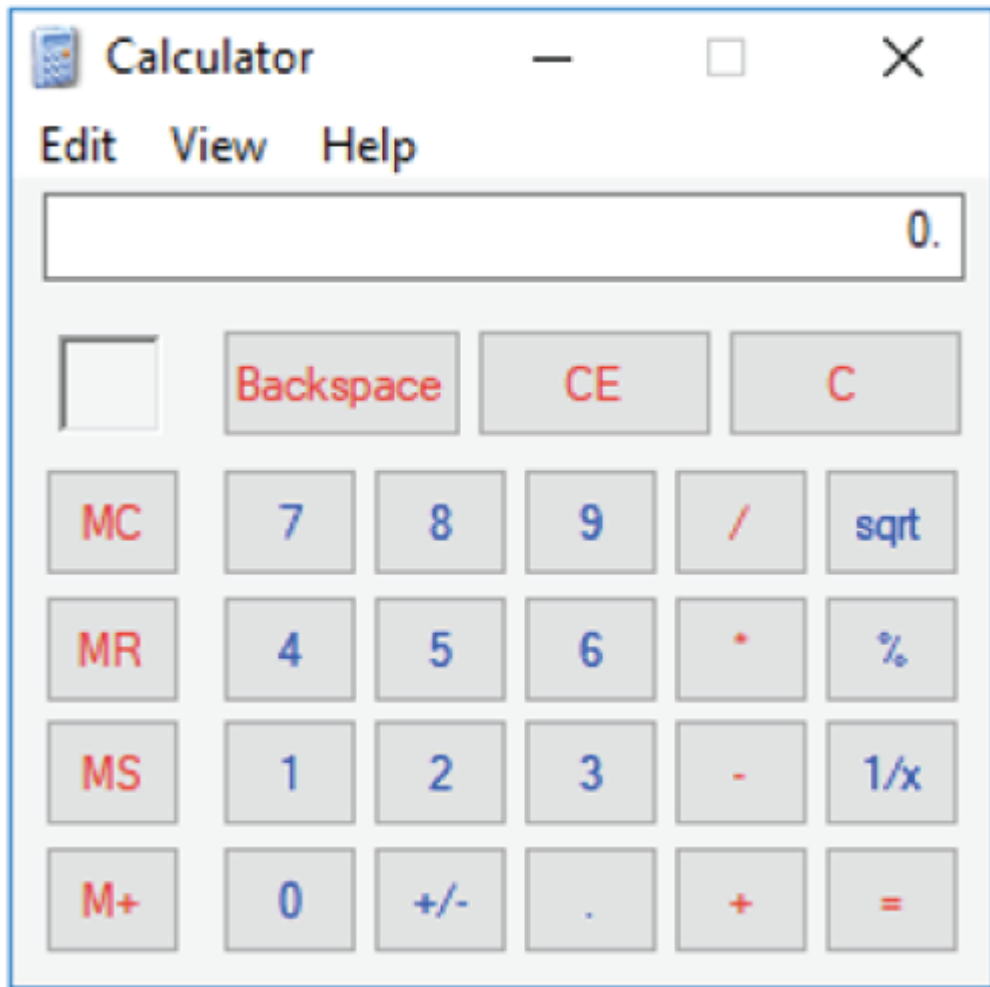 Calculator
Edit View Help
0.
Backspace CE C
MC 7 8 9 / sqrt
MR 4 5 6 * %
MS 1 2 3 - 1/x
M+ 0 +/- . + =